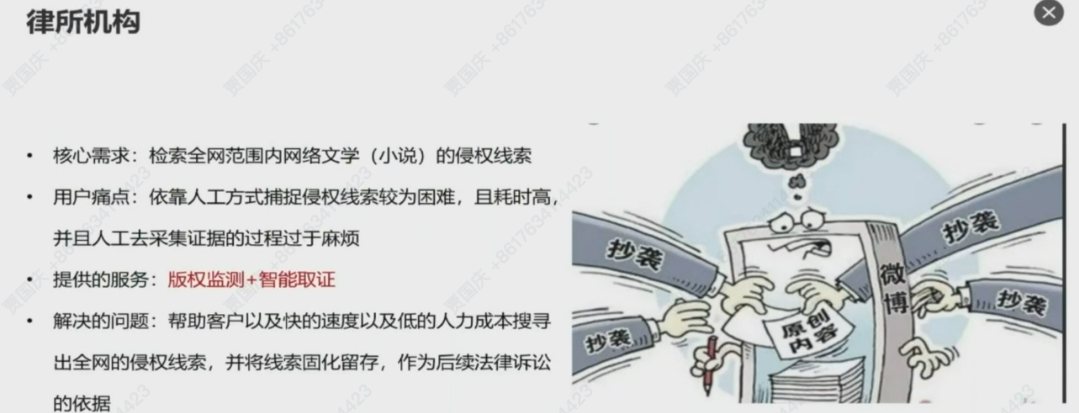 律所机构
• 核心需求：检索全网范围内网络文学（小说）的侵权线索
• 用户痛点：依靠人工方式捕捉侵权线索较为困难，且耗时高，
并且人工去采集证据的过程过于麻烦
• 提供的服务：版权监测+智能取证
• 解决的问题：帮助客户以及快的速度以及低的人力成本搜寻
出全网的侵权线索，并将线索固化留存，作为后续法律诉讼
的依据
抄袭
抄袭
微博
抄袭
抄袭
原创
内容